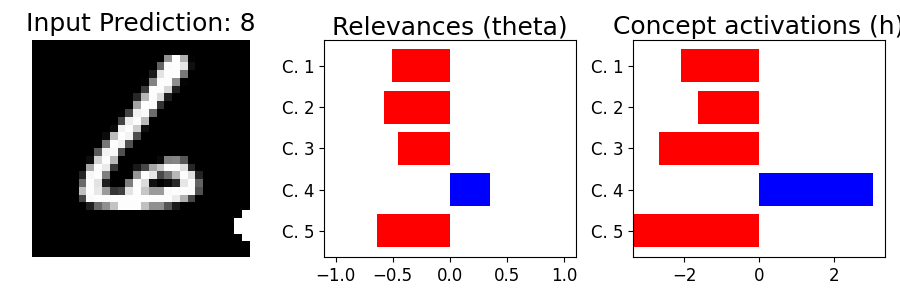 Input Prediction: 8
6
Relevances (theta)
C. 1
C. 2
C. 3
C. 4
C. 5
−1.0 −0.5 0.0 0.5 1.0
Concept activations (h)
C. 1
C. 2
C. 3
C. 4
C. 5
−2 0 2